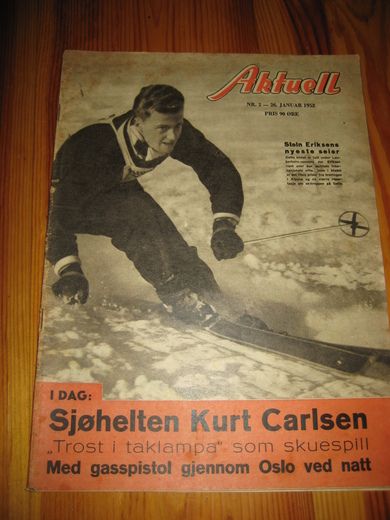 Aktuell
NR. 2 — 26. JANUAR 1952
PRIS 90 ØRE
Stein Eriksens
nyeste seier
I DAG:
Sjøhelten Kurt Carlsen
„Trost i taklampa" som skuespill
Med gasspistol gjennom Oslo ved natt